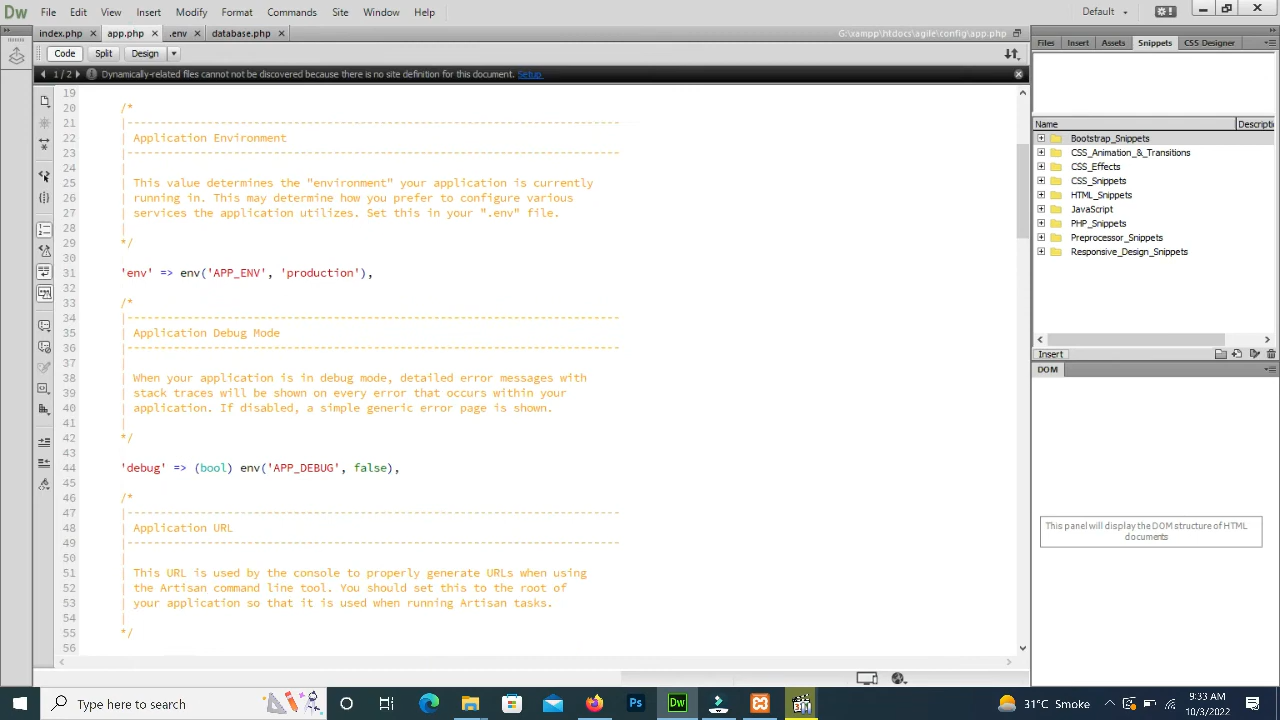 Dw File Edit View Insert Modify Format Commands Site Window Help Default
index.php app.php .env database.php G:\xampp\htdocs\agile\config\app.php
Files Insert Assets Snippets CSS Designer
Code Split Design
1 / 2 Dynamically-related files cannot be discovered because there is no site definition for this document. Setup
19
20 /*
21 |--------------------------------------------------------------------------
22 | Application Environment
23 |--------------------------------------------------------------------------
24 |
25 | This value determines the "environment" your application is currently
26 | running in. This may determine how you prefer to configure various
27 | services the application utilizes. Set this in your ".env" file.
28 |
29 */
30
31 'env' => env('APP_ENV', 'production'),
32
33 /*
34 |--------------------------------------------------------------------------
35 | Application Debug Mode
36 |--------------------------------------------------------------------------
37 |
38 | When your application is in debug mode, detailed error messages with
39 | stack traces will be shown on every error that occurs within your
40 | application. If disabled, a simple generic error page is shown.
41 |
42 */
43
44 'debug' => (bool) env('APP_DEBUG', false),
45
46 /*
47 |--------------------------------------------------------------------------
48 | Application URL
49 |--------------------------------------------------------------------------
50 |
51 | This URL is used by the console to properly generate URLs when using
52 | the Artisan command line tool. You should set this to the root of
53 | your application so that it is used when running Artisan tasks.
54 |
55 */
56
Name Descripti
Bootstrap_Snippets
CSS_Animation_&_Transitions
CSS_Effects
CSS_Snippets
HTML_Snippets
JavaScript
PHP_Snippets
Preprocessor_Snippets
Responsive_Design_Snippets
Insert
DOM
This panel will display the DOM structure of HTML
documents
Type here to search
Ps
Dw
31°C Smoke
9:33 AM
10/3/2022